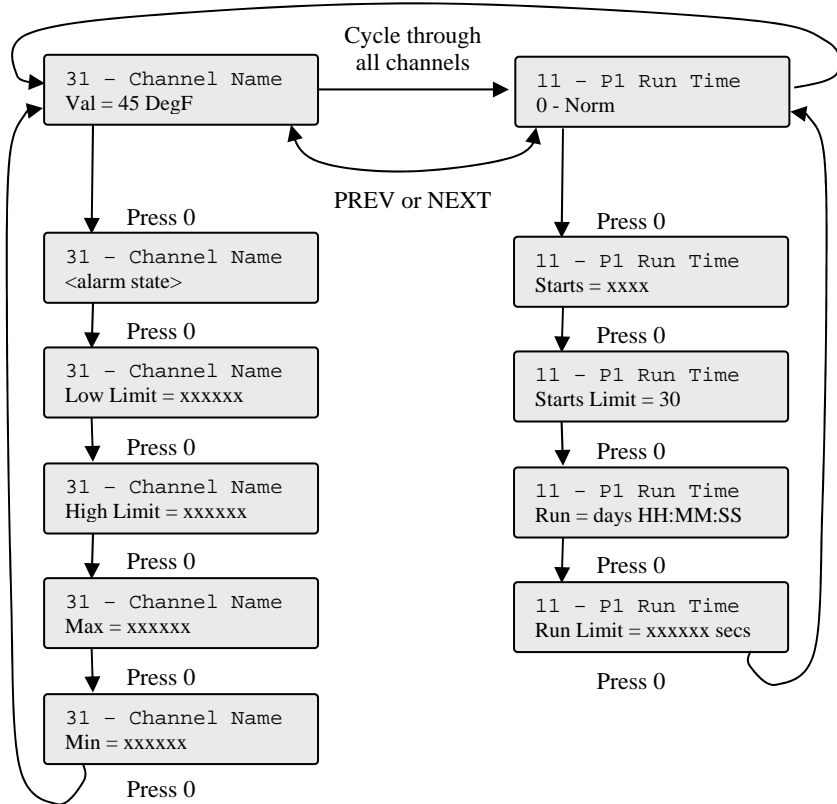 Cycle through
all channels
31 – Channel Name
Val = 45 DegF
11 – P1 Run Time
0 - Norm
PREV or NEXT
Press 0
31 – Channel Name
<alarm state>
Press 0
31 – Channel Name
Low Limit = xxxxxx
Press 0
31 – Channel Name
High Limit = xxxxxx
Press 0
31 – Channel Name
Max = xxxxxx
Press 0
31 – Channel Name
Min = xxxxxx
Press 0
Press 0
11 – P1 Run Time
Starts = xxxx
Press 0
11 – P1 Run Time
Starts Limit = 30
Press 0
11 – P1 Run Time
Run = days HH:MM:SS
Press 0
11 – P1 Run Time
Run Limit = xxxxxx secs
Press 0